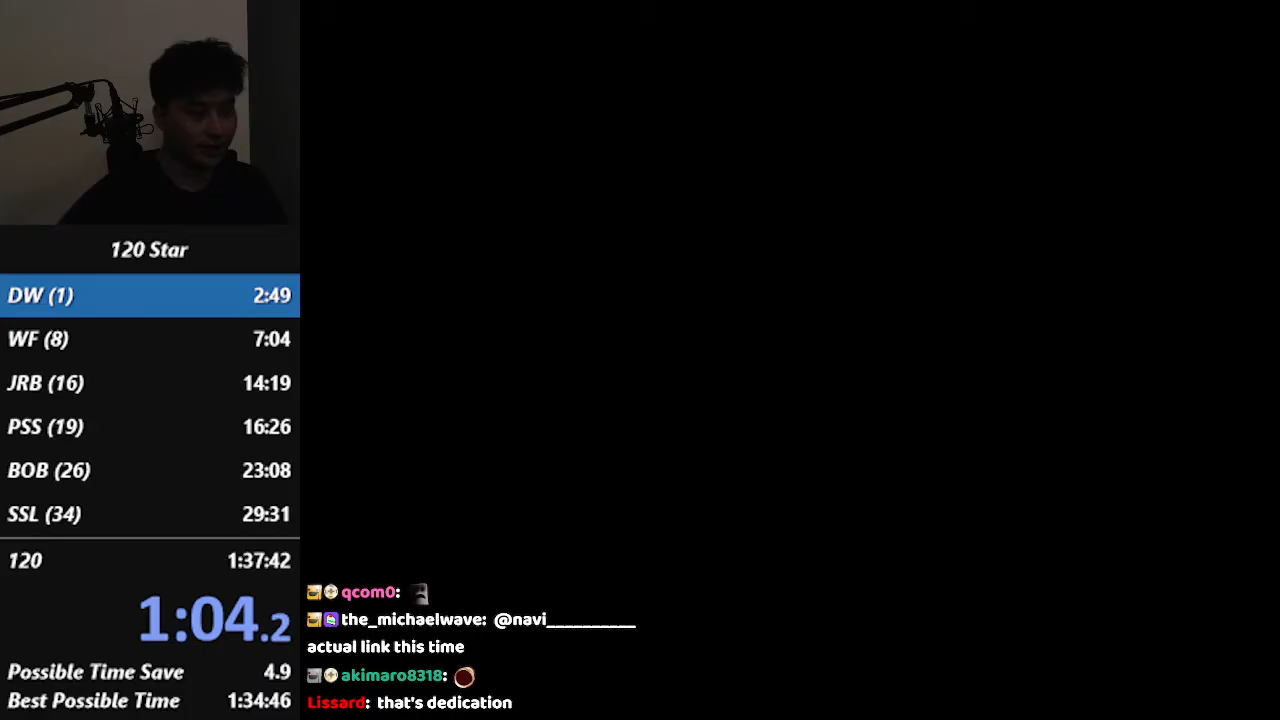 120 Star
DW (1) 2:49
WF (8) 7:04
JRB (16) 14:19
PSS (19) 16:26
BOB (26) 23:08
SSL (34) 29:31
120 1:37:42
1:04.2
Possible Time Save 4.9
Best Possible Time 1:34:46
qcom0:
the_michaelwave: @navi__________
actual link this time
akimaro8318:
Lissard: that's dedication